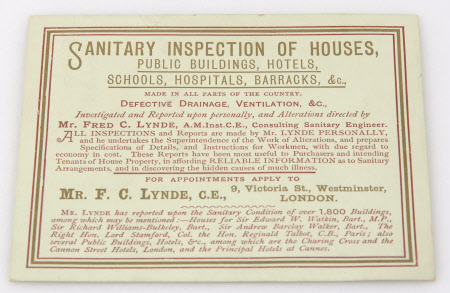 SANITARY INSPECTION OF HOUSES,
PUBLIC BUILDINGS, HOTELS,
SCHOOLS, HOSPITALS, BARRACKS, &c.,
MADE IN ALL PARTS OF THE COUNTRY.
DEFECTIVE DRAINAGE, VENTILATION, &C.,
Investigated and Reported upon personally, and Alterations directed by
MR. FRED C. LYNDE, A.M.Inst.C.E., Consulting Sanitary Engineer.
ALL INSPECTIONS and Reports are made by Mr. LYNDE PERSONALLY,
and he undertakes the Superintendence of the Work of Alterations, and prepares
Specifications of Details, and Instructions for Workmen, with due regard to
economy in cost. These Reports have been most useful to Purchasers and intending
Tenants of Home Property, in affording RELIABLE INFORMATION as to Sanitary
Arrangements, and in discovering the hidden causes of much illness.
FOR APPOINTMENTS APPLY TO
MR. F. C. LYNDE, C.E., 9, Victoria St., Westminster,
LONDON.
MR. LYNDE has reported upon the Sanitary Condition of over 1,800 Buildings,
among which may be mentioned:—Houses for Sir Edward W. Watkin, Bart., M.P.,
Sir Richard Williams-Bulkeley, Bart., Sir Andrew Barclay Walker, Bart., The
Right Hon. Lord Stamford, Col. the Hon. Reginald Talbot, C.B., Paris; also
several Public Buildings, Hotels, &c., among which are the Charing Cross and the
Cannon Street Hotels, London, and the Principal Hotels at Cannes.